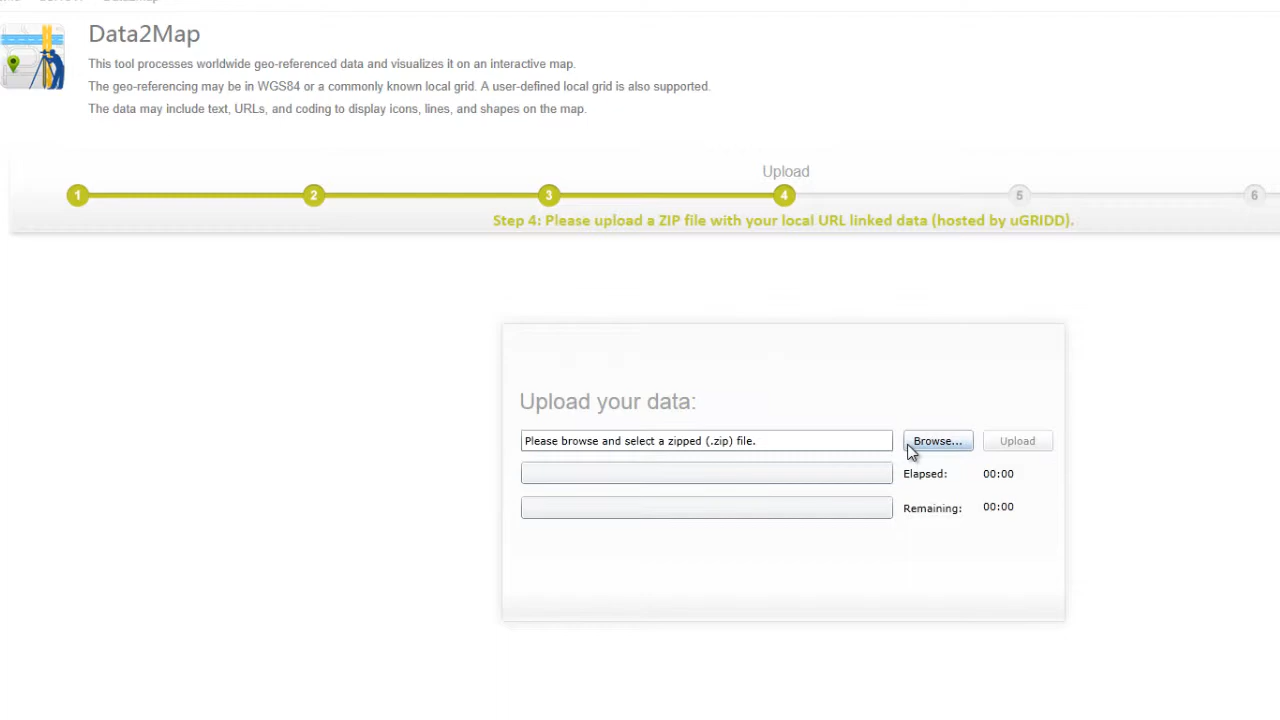 Data2Map
This tool processes worldwide geo-referenced data and visualizes it on an interactive map.
The geo-referencing may be in WGS84 or a commonly known local grid. A user-defined local grid is also supported.
The data may include text, URLs, and coding to display icons, lines, and shapes on the map.
Upload
1 2 3 4 5 6
Step 4: Please upload a ZIP file with your local URL linked data (hosted by uGRIDD).
Upload your data:
Please browse and select a zipped (.zip) file. Browse... Upload
Elapsed: 00:00
Remaining: 00:00